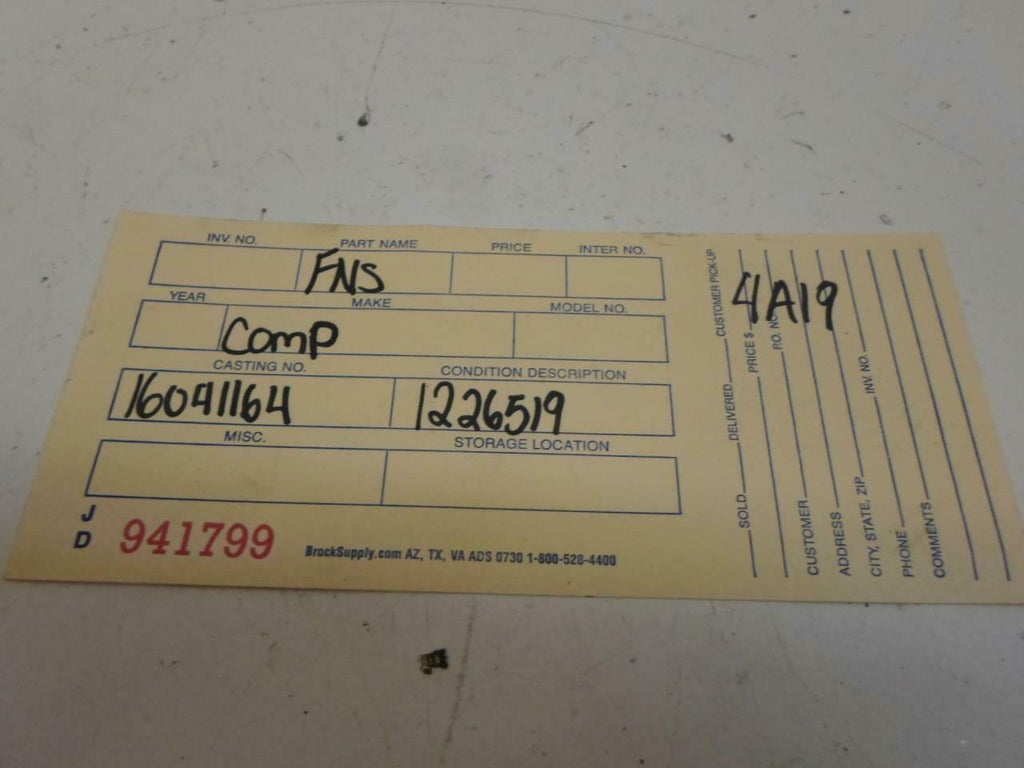 INV. NO. PART NAME PRICE INTER NO.
FNS
YEAR MAKE MODEL NO.
Comp
CASTING NO. CONDITION DESCRIPTION
16041164 1226519
MISC. STORAGE LOCATION
J
D
941799
BrockSupply.com AZ, TX, VA ADS 0730 1-800-528-4400
4A19
SOLD DELIVERED CUSTOMER PICK-UP
PRICE $
P.O. NO.
CUSTOMER
ADDRESS
CITY, STATE, ZIP INV. NO.
PHONE
COMMENTS